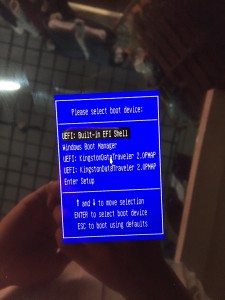 Please select boot device:
UEFI: Built-in EFI Shell
Windows Boot Manager
UEFI: KingstonDataTraveler 2.0PMAP
UEFI: KingstonDataTraveler 2.0PMAP
Enter Setup
↑ and ↓ to move selection
ENTER to select boot device
ESC to boot using defaults